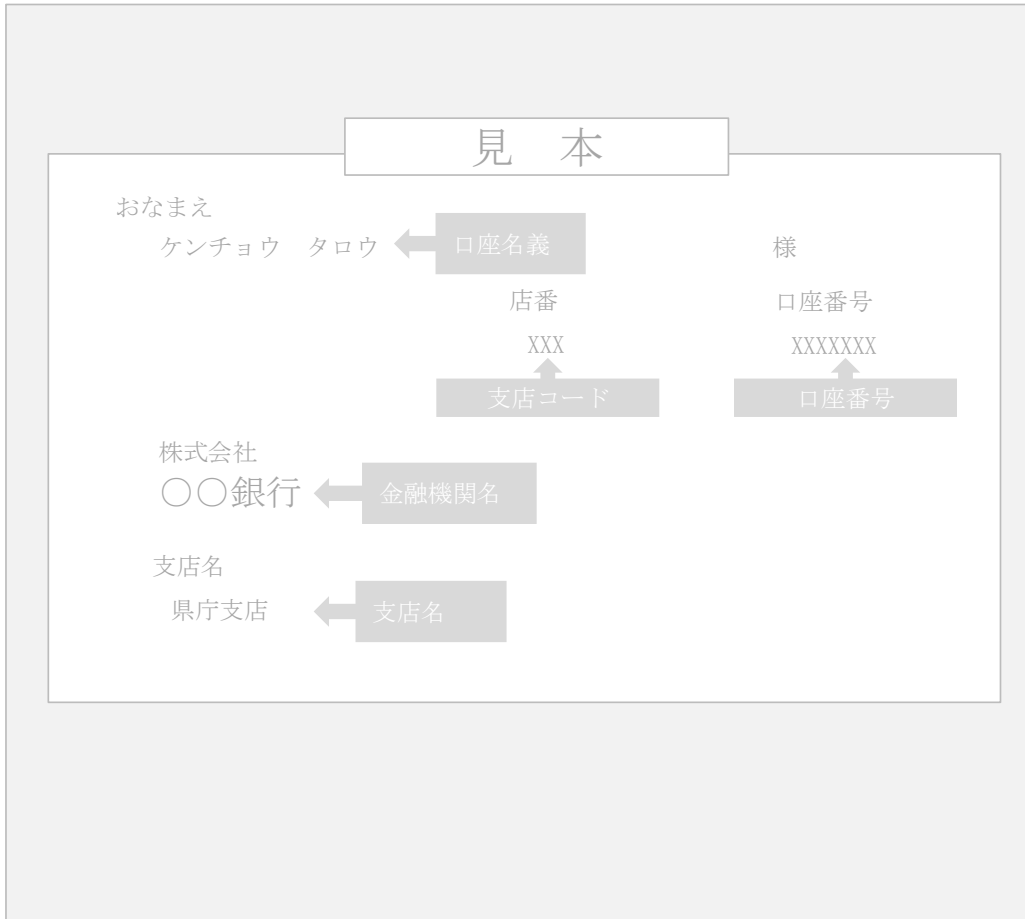 見　本
おなまえ
ケンチョウ　タロウ 口座名義 様
店番 口座番号
XXX XXXXXXX
支店コード 口座番号
株式会社
〇〇銀行 金融機関名
支店名
県庁支店 支店名